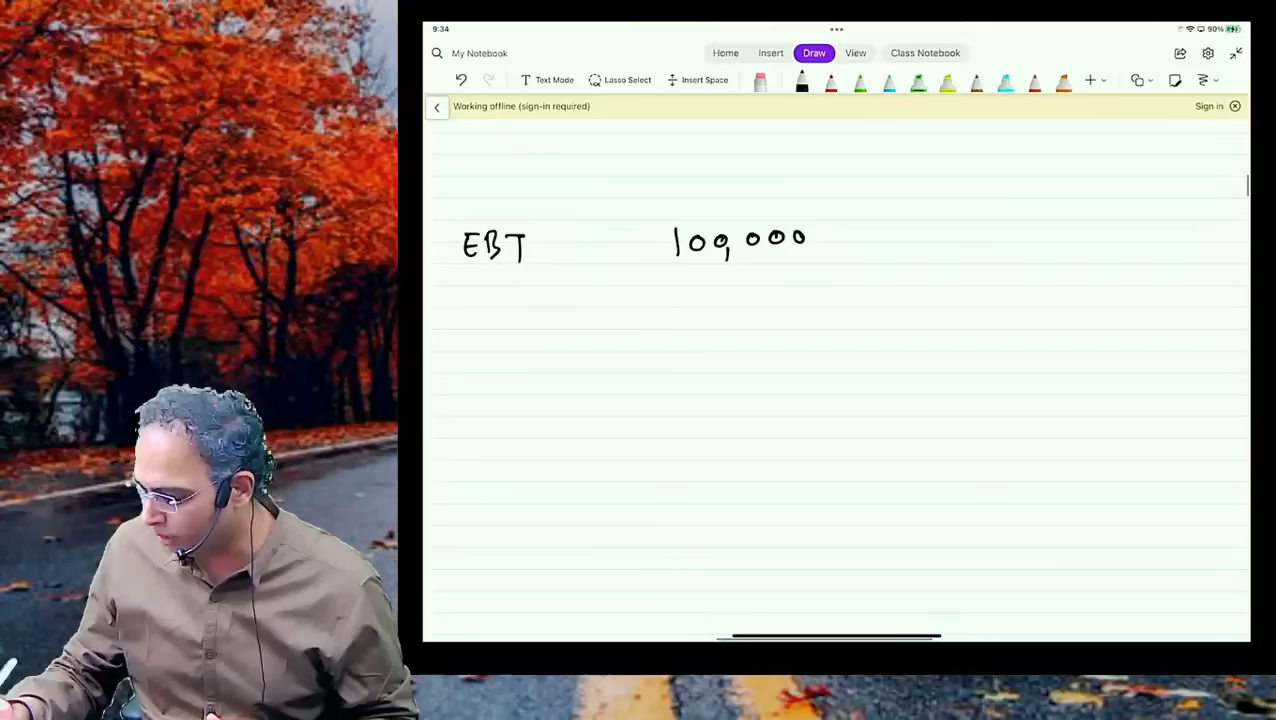 9:34
90%
My Notebook
Home Insert Draw View Class Notebook
Text Mode Lasso Select Insert Space
Working offline (sign-in required) Sign in
EBT 100,000